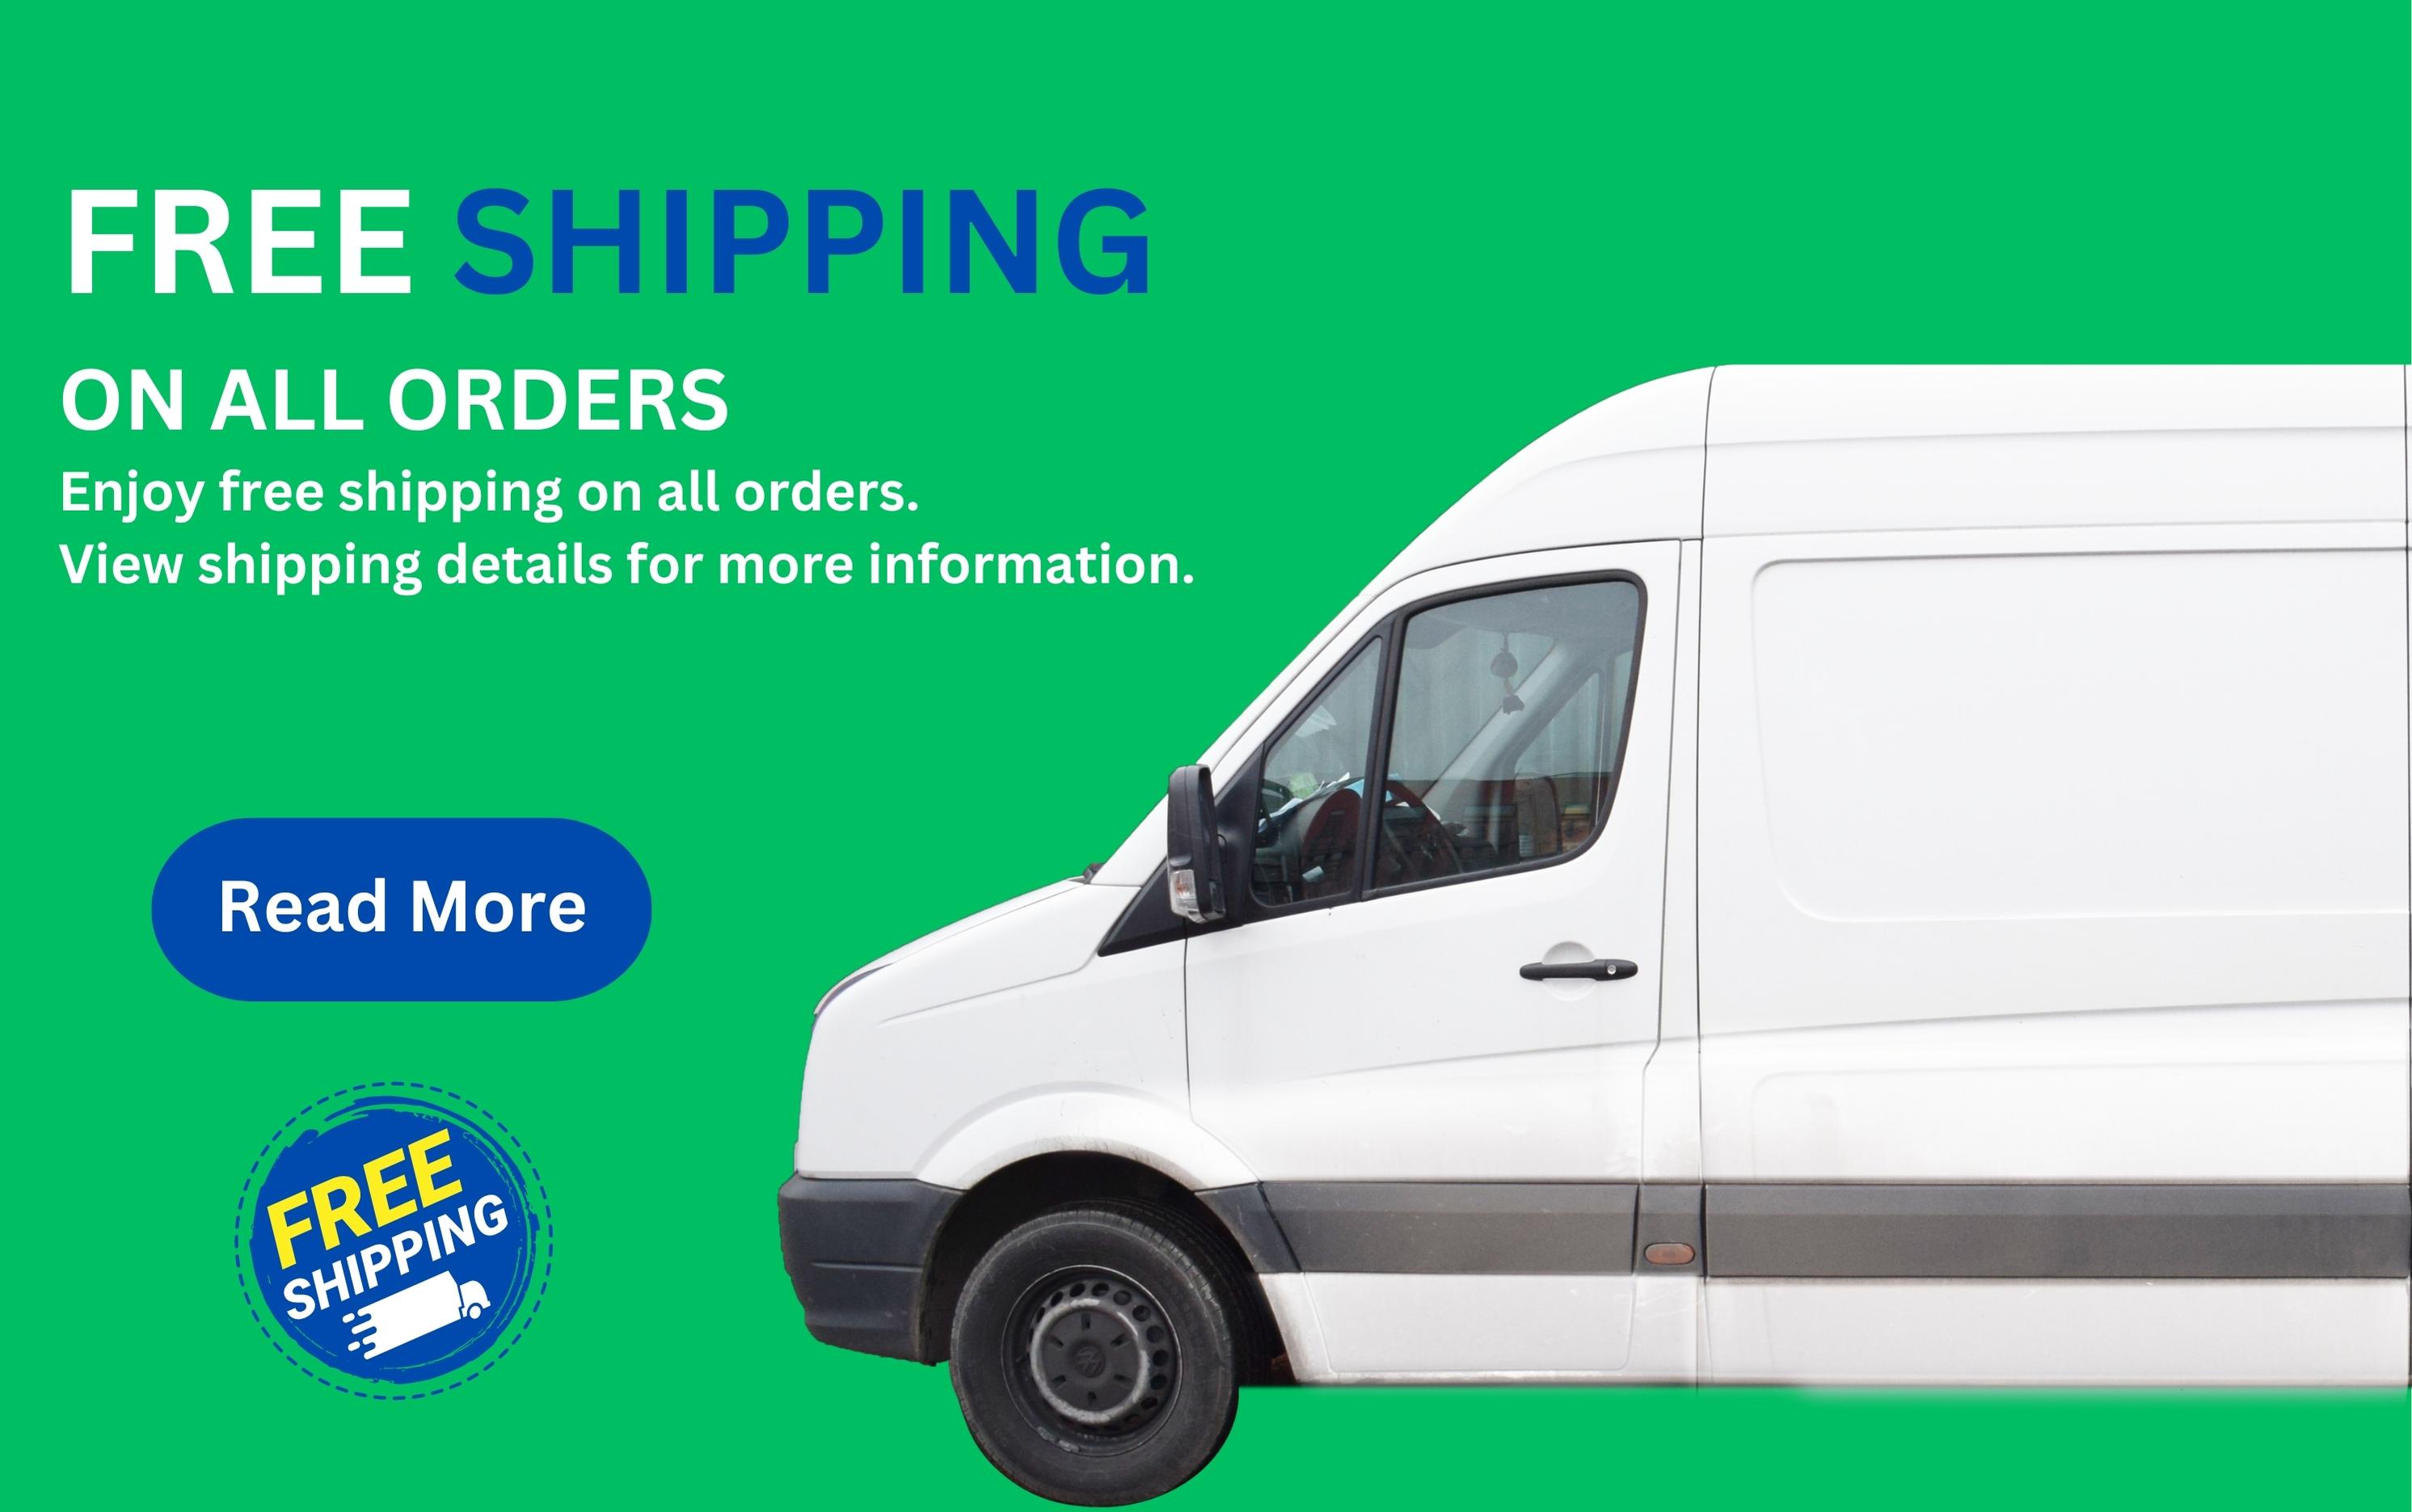 FREE SHIPPING
ON ALL ORDERS
Enjoy free shipping on all orders.
View shipping details for more information.
Read More
FREE
SHIPPING